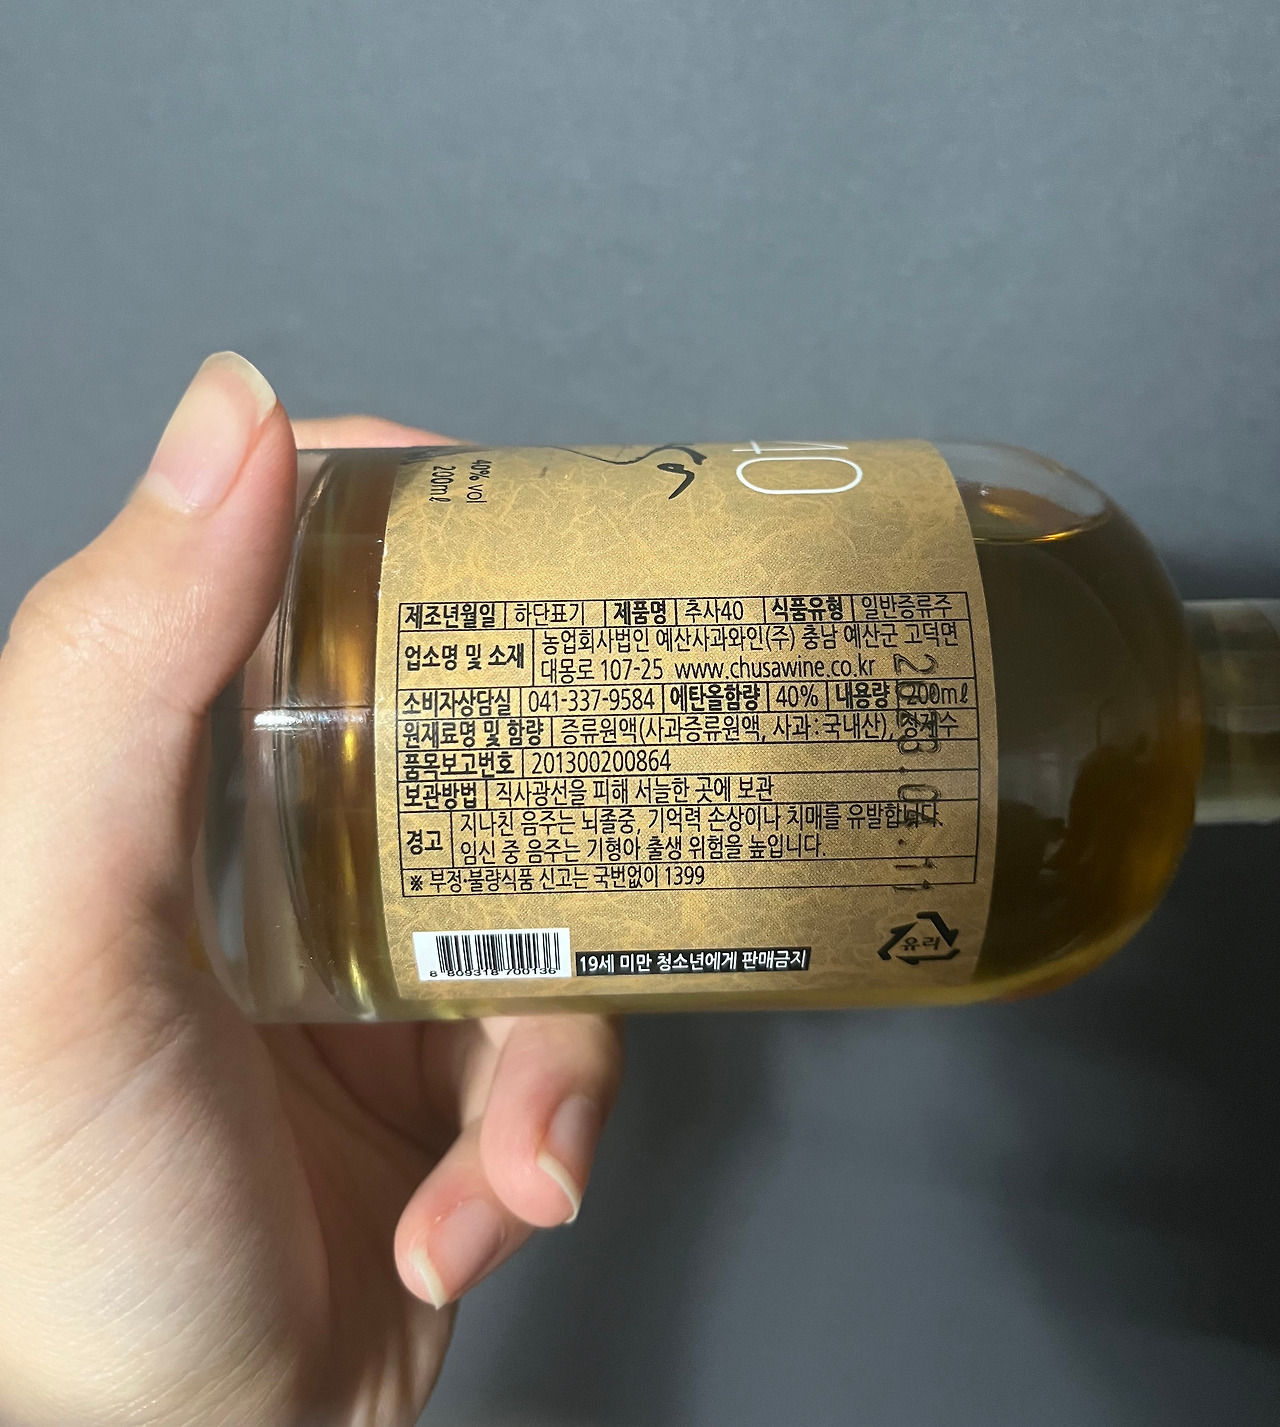 40
40% vol
200㎖
제조년월일 하단표기 제품명 추사40 식품유형 일반증류주
업소명 및 소재 농업회사법인 예산사과와인(주) 충남 예산군 고덕면
대몽로 107-25 www.chusawine.co.kr
소비자상담실 041-337-9584 에탄올함량 40% 내용량 200㎖
원재료명 및 함량 증류원액(사과증류원액, 사과:국내산), 정제수
품목보고번호 201300200864
보관방법 직사광선을 피해 서늘한 곳에 보관
경고 지나친 음주는 뇌졸중, 기억력 손상이나 치매를 유발합니다.
임신 중 음주는 기형아 출생 위험을 높입니다.
※ 부정·불량식품 신고는 국번없이 1399
8 809318 700136
19세 미만 청소년에게 판매금지
유리